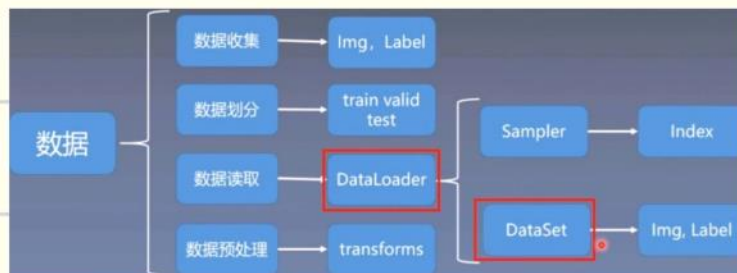 数据
数据收集
Img，Label
数据划分
train valid
test
数据读取
DataLoader
数据预处理
transforms
Sampler
Index
DataSet
Img, Label